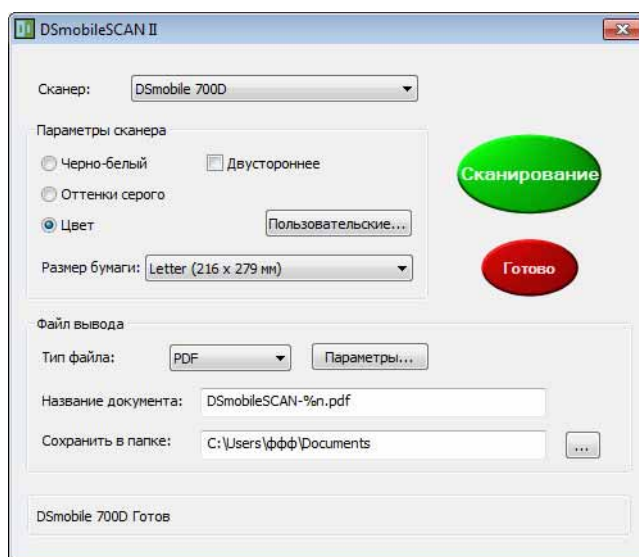 DSmobileSCAN II
Сканер: DSmobile 700D
Параметры сканера
Черно-белый Двустороннее
Сканирование
Оттенки серого
Цвет Пользовательские...
Размер бумаги: Letter (216 x 279 мм)
Готово
Файл вывода
Тип файла: PDF Параметры...
Название документа: DSmobileSCAN-%n.pdf
Сохранить в папке: C:\Users\ффф\Documents ...
DSmobile 700D Готов